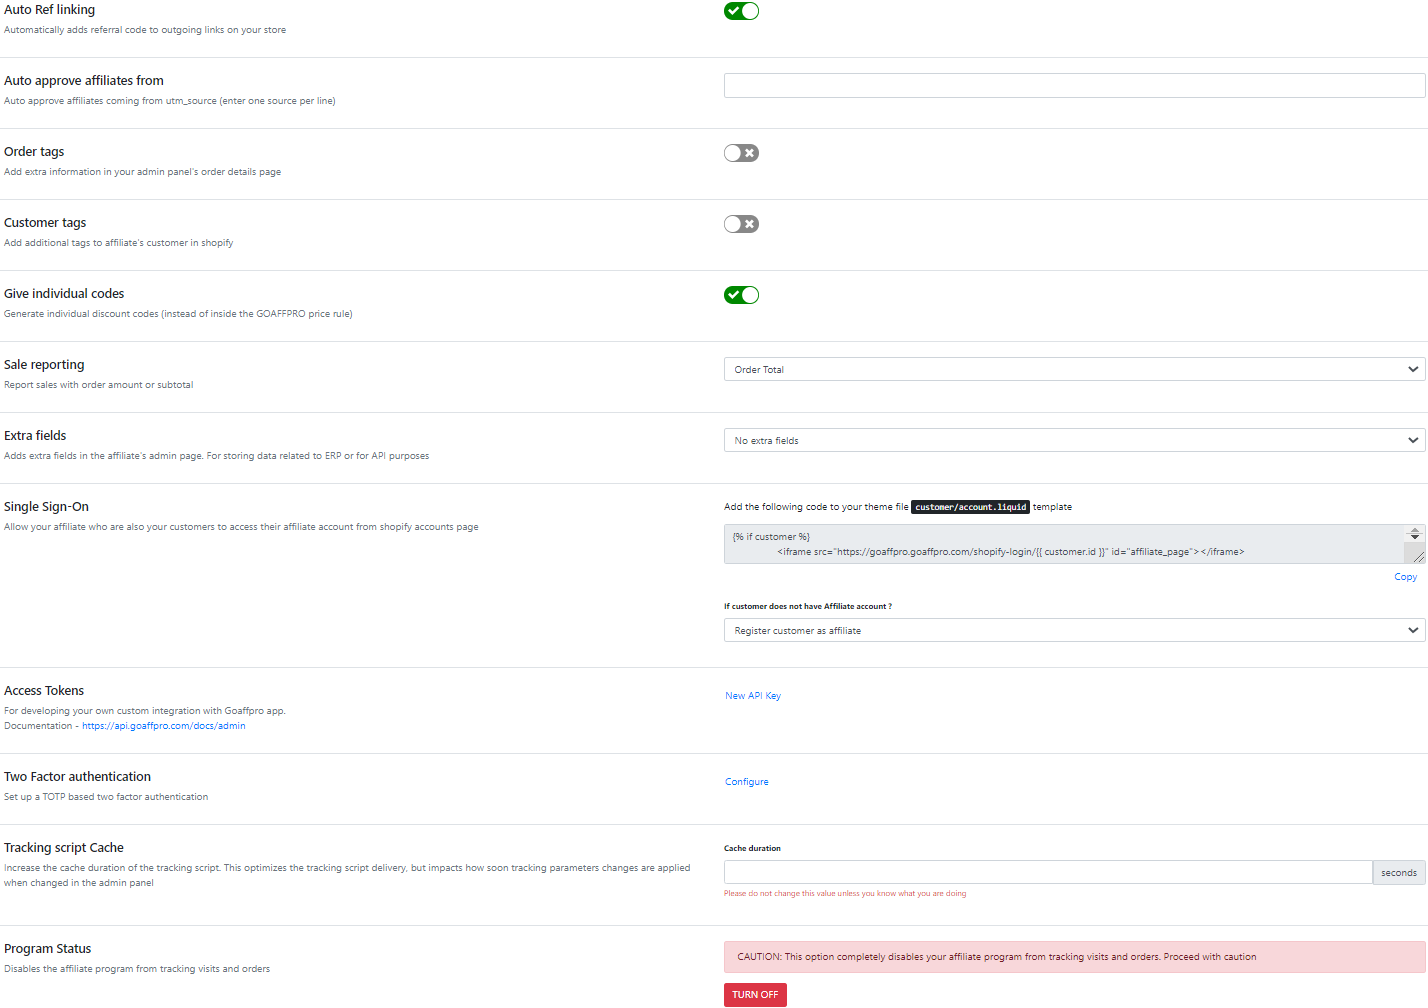 Auto Ref linking
Automatically adds referral code to outgoing links on your store
Auto approve affiliates from
Auto approve affiliates coming from utm_source (enter one source per line)
Order tags
Add extra information in your admin panel's order details page
Customer tags
Add additional tags to affiliate's customer in shopify
Give individual codes
Generate individual discount codes (instead of inside the GOAFFPRO price rule)
Sale reporting
Report sales with order amount or subtotal
Order Total
Extra fields
Adds extra fields in the affiliate's admin page. For storing data related to ERP or for API purposes
No extra fields
Single Sign-On
Allow your affiliate who are also your customers to access their affiliate account from shopify accounts page
Add the following code to your theme file customer/account.liquid template
{% if customer %}
<iframe src="https://goaffpro.goaffpro.com/shopify-login/{{ customer.id }}" id="affiliate_page"></iframe>
Copy
If customer does not have Affiliate account ?
Register customer as affiliate
Access Tokens
For developing your own custom integration with Goaffpro app.
Documentation - https://api.goaffpro.com/docs/admin
New API Key
Two Factor authentication
Set up a TOTP based two factor authentication
Configure
Tracking script Cache
Increase the cache duration of the tracking script. This optimizes the tracking script delivery, but impacts how soon tracking parameters changes are applied
when changed in the admin panel
Cache duration
seconds
Please do not change this value unless you know what you are doing
Program Status
Disables the affiliate program from tracking visits and orders
CAUTION: This option completely disables your affiliate program from tracking visits and orders. Proceed with caution
TURN OFF